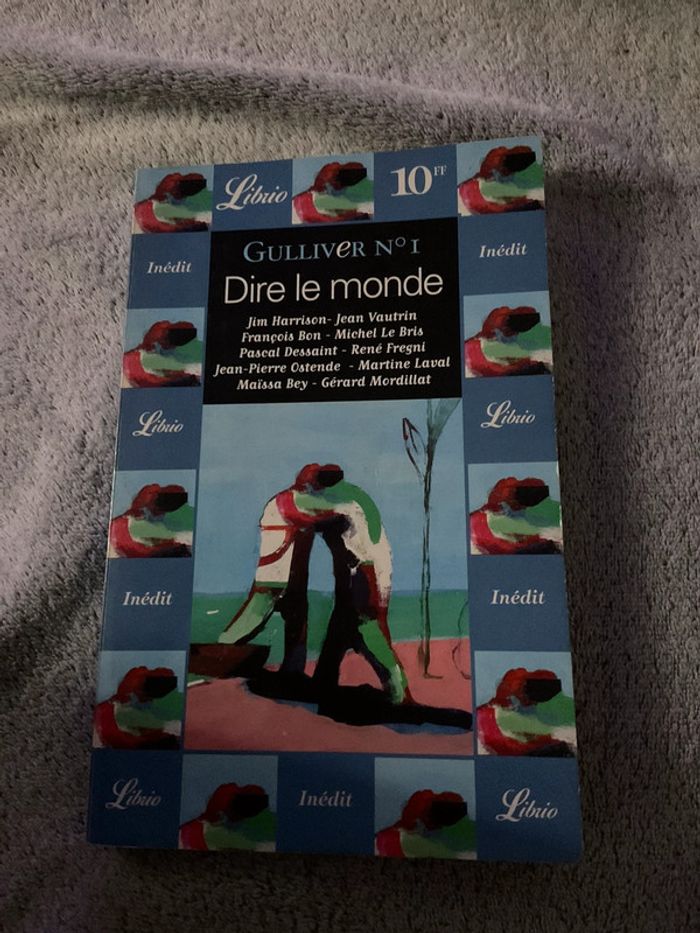 Librio
10FF
Inédit
GULLIVeR N°1
Inédit
Dire le monde
Jim Harrison- Jean Vautrin
François Bon - Michel Le Bris
Pascal Dessaint - René Fregni
Jean-Pierre Ostende - Martine Laval
Maïssa Bey - Gérard Mordillat
Librio
Librio
Inédit
Inédit
Librio
Inédit
Librio